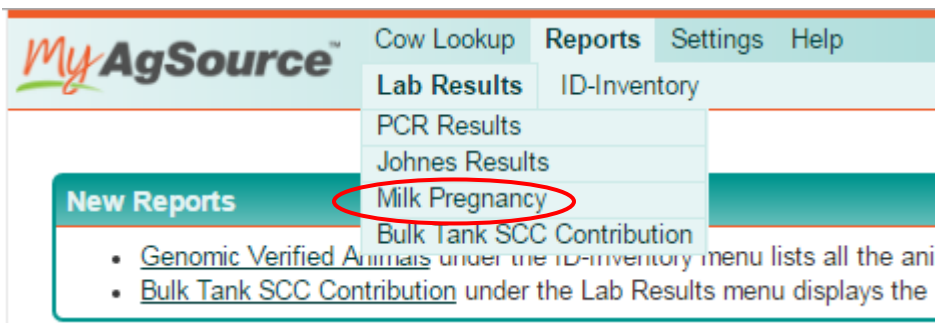 MyAgSource™
Cow Lookup Reports Settings Help
Lab Results ID-Inventory
PCR Results
Johnes Results
Milk Pregnancy
Bulk Tank SCC Contribution
New Reports
• Genomic Verified Animals under the ID-Inventory menu lists all the ani
• Bulk Tank SCC Contribution under the Lab Results menu displays the